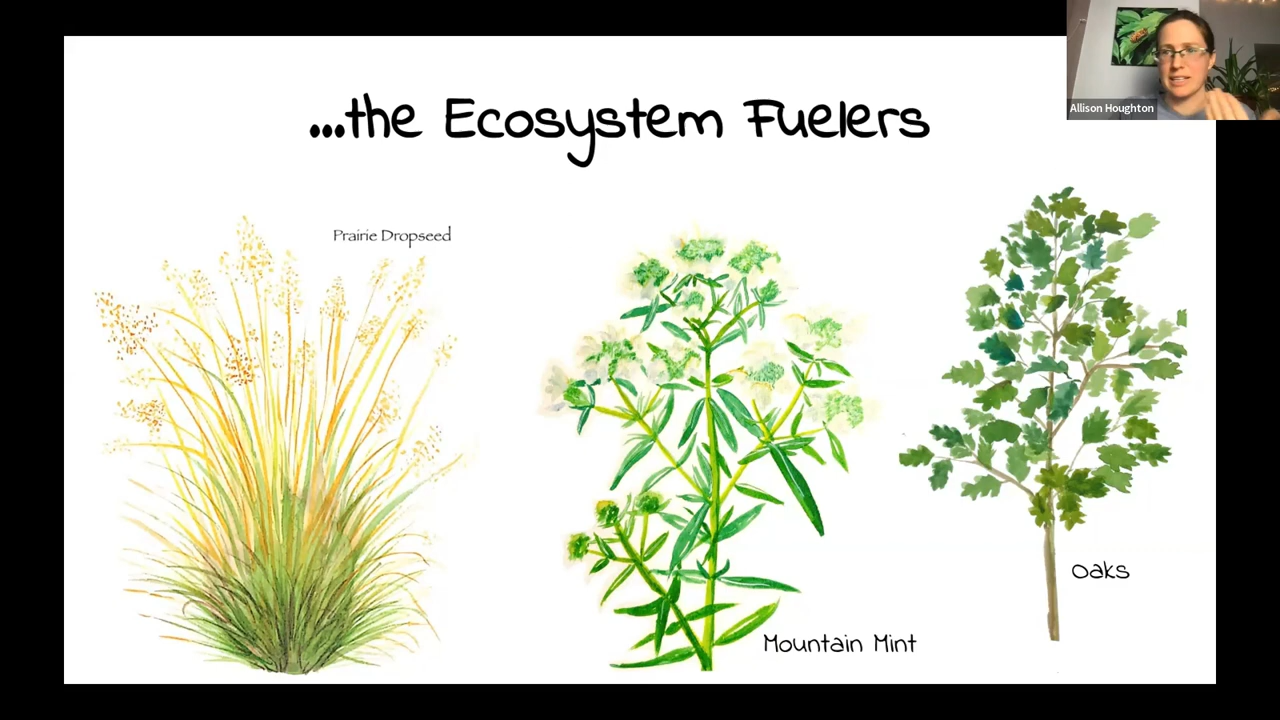 Allison Houghton
...the Ecosystem Fuelers
Prairie Dropseed
Oaks
Mountain Mint